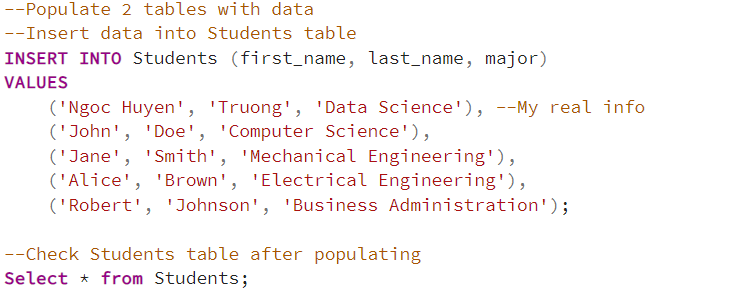 --Populate 2 tables with data
--Insert data into Students table
INSERT INTO Students (first_name, last_name, major)
VALUES
    ('Ngoc Huyen', 'Truong', 'Data Science'), --My real info
    ('John', 'Doe', 'Computer Science'),
    ('Jane', 'Smith', 'Mechanical Engineering'),
    ('Alice', 'Brown', 'Electrical Engineering'),
    ('Robert', 'Johnson', 'Business Administration');
--Check Students table after populating
Select * from Students;